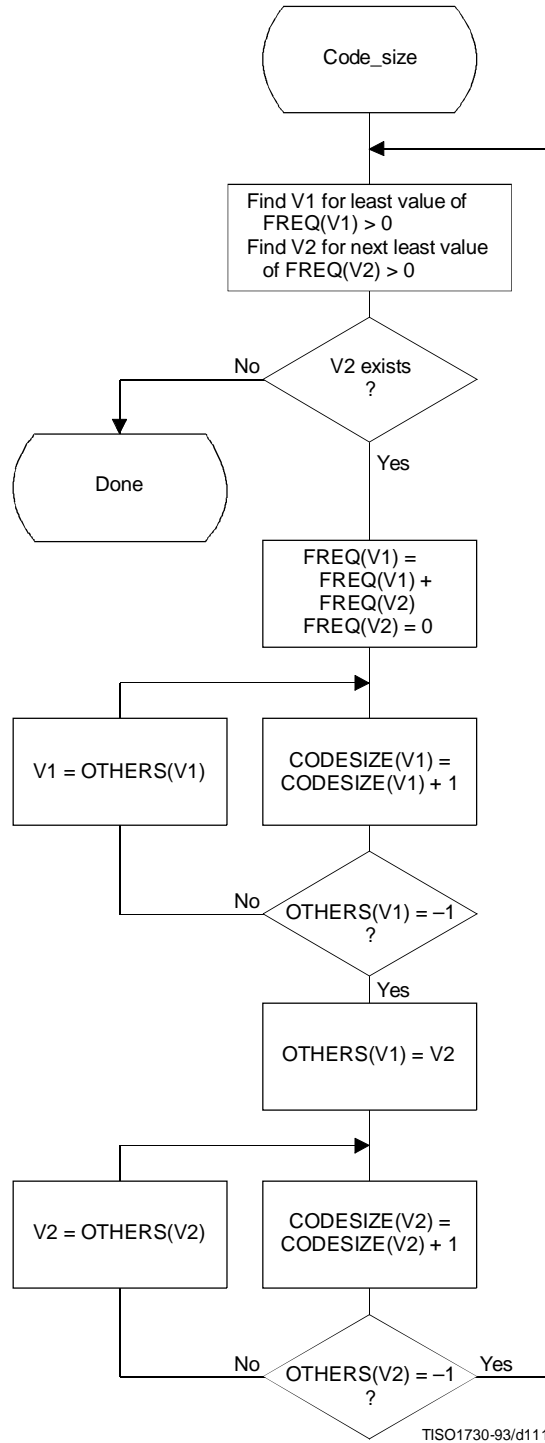 Code_size
Find V1 for least value of
FREQ(V1) > 0
Find V2 for next least value
of FREQ(V2) > 0
No
V2 exists
?
Done
Yes
FREQ(V1) =
FREQ(V1) +
FREQ(V2)
FREQ(V2) = 0
V1 = OTHERS(V1)
CODESIZE(V1) =
CODESIZE(V1) + 1
No
OTHERS(V1) = –1
?
Yes
OTHERS(V1) = V2
V2 = OTHERS(V2)
CODESIZE(V2) =
CODESIZE(V2) + 1
No
OTHERS(V2) = –1
?
Yes
TISO1730-93/d111